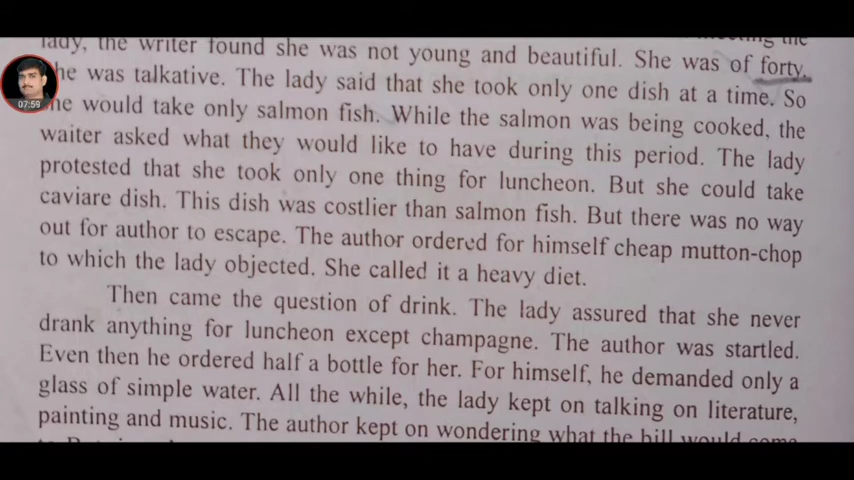 meeting the
lady, the writer found she was not young and beautiful. She was of forty.
he was talkative. The lady said that she took only one dish at a time. So
he would take only salmon fish. While the salmon was being cooked, the
waiter asked what they would like to have during this period. The lady
protested that she took only one thing for luncheon. But she could take
caviare dish. This dish was costlier than salmon fish. But there was no way
out for author to escape. The author ordered for himself cheap mutton-chop
to which the lady objected. She called it a heavy diet.
Then came the question of drink. The lady assured that she never
drank anything for luncheon except champagne. The author was startled.
Even then he ordered half a bottle for her. For himself, he demanded only a
glass of simple water. All the while, the lady kept on talking on literature,
painting and music. The author kept on wondering what the bill would come
07:59